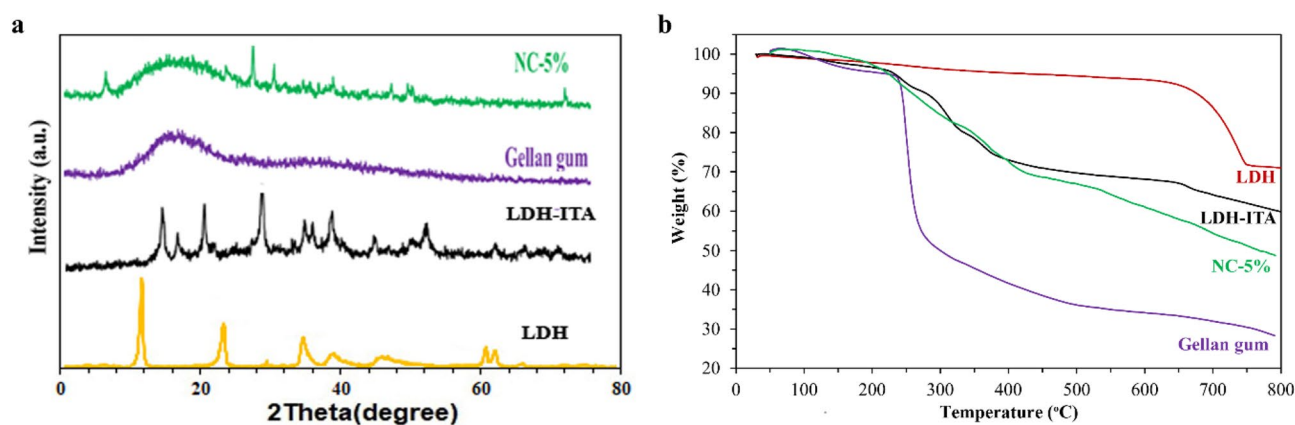 a
Intensity (a.u.)
NC-5%
Gellan gum
LDH-ITA
LDH
0 20 40 60 80
2Theta(degree)
b
Weight (%)
100
90
80
70
60
50
40
30
20
LDH
LDH-ITA
NC-5%
Gellan gum
0 100 200 300 400 500 600 700 800
Temperature (°C)